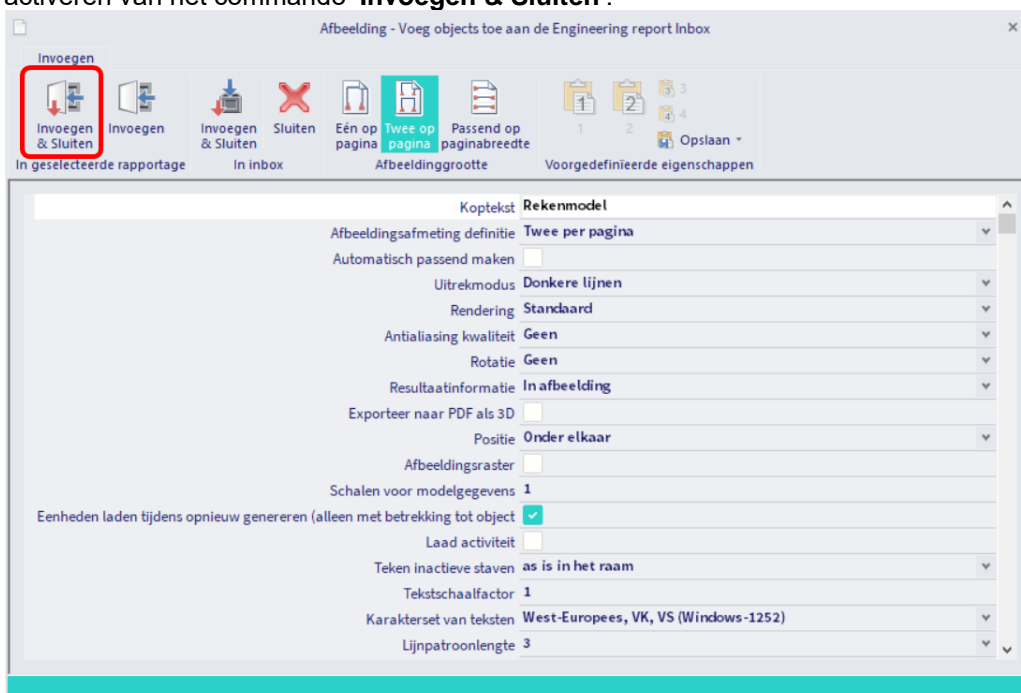 activeren van het commando 'Invoegen & Sluiten'.
Afbeelding - Voeg objects toe aan de Engineering report Inbox
Invoegen
Invoegen & Sluiten
Invoegen
Invoegen & Sluiten
Sluiten
Eén op pagina
Twee op pagina
Passend op paginabreedte
1
2
3
4
Opslaan
In geselecteerde rapportage
In inbox
Afbeeldinggrootte
Voorgedefinieerde eigenschappen
Koptekst Rekenmodel
Afbeeldingsafmeting definitie Twee per pagina
Automatisch passend maken
Uitrekmodus Donkere lijnen
Rendering Standaard
Antialiasing kwaliteit Geen
Rotatie Geen
Resultaatinformatie In afbeelding
Exporteer naar PDF als 3D
Positie Onder elkaar
Afbeeldingsraster
Schalen voor modelgegevens 1
Eenheden laden tijdens opnieuw genereren (alleen met betrekking tot object
Laad activiteit
Teken inactieve staven as is in het raam
Tekstschaalfactor 1
Karakterset van teksten West-Europees, VK, VS (Windows-1252)
Lijnpatroonlengte 3